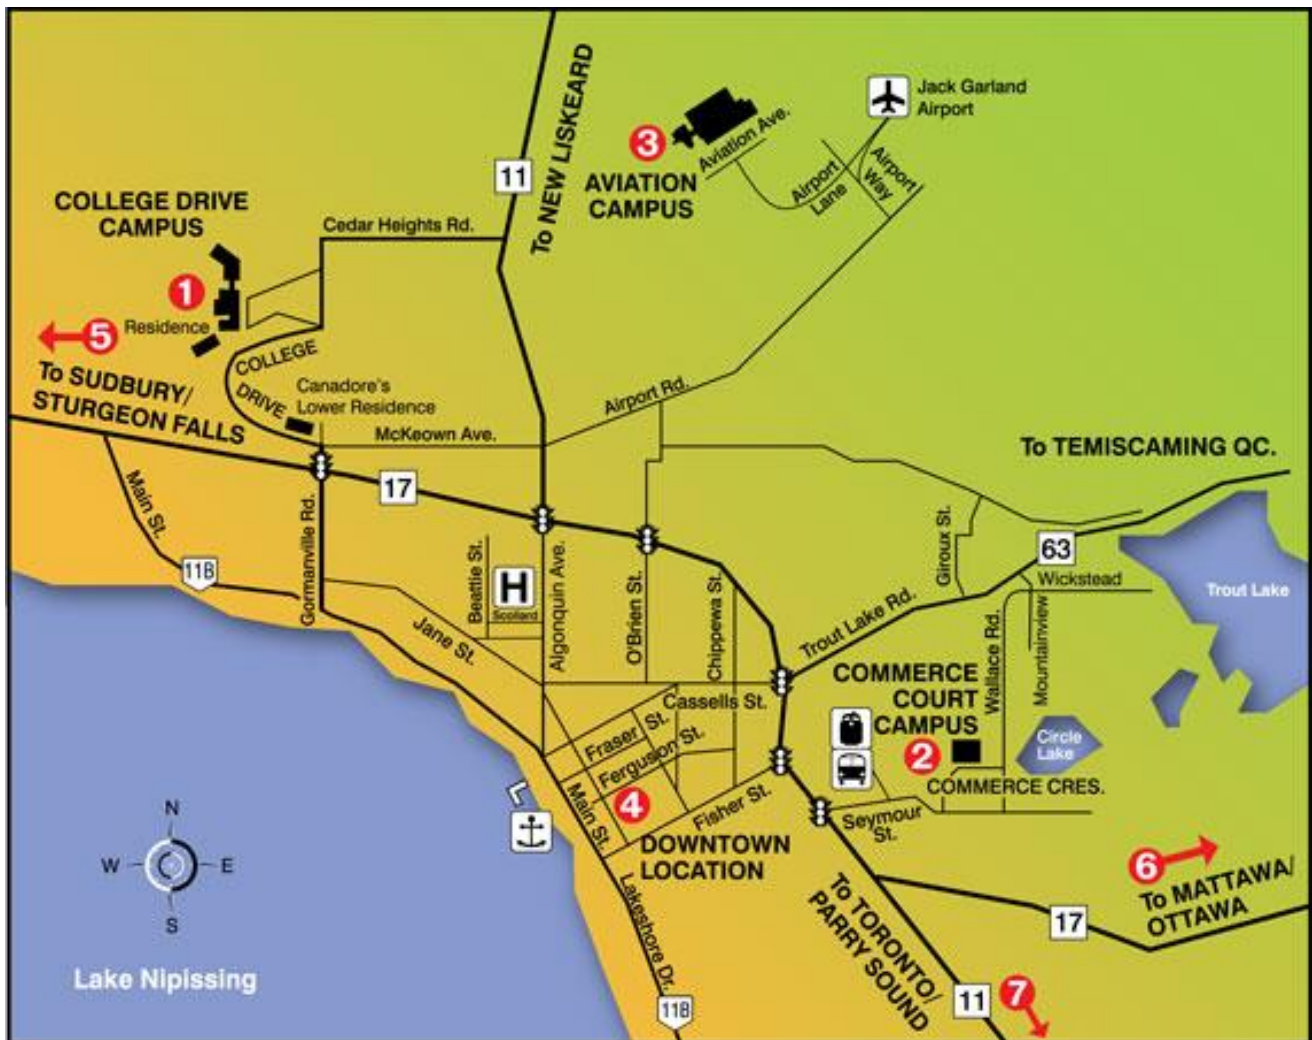 To NEW LISKEARD
11
Jack Garland
Airport
3
Aviation Ave.
AVIATION
CAMPUS
Airport
Lane
Airport
Way
COLLEGE DRIVE
CAMPUS
Cedar Heights Rd.
1
5
Residence
COLLEGE
DRIVE
To SUDBURY/
STURGEON FALLS
Canadore's
Lower Residence
McKeown Ave.
Airport Rd.
To TEMISCAMING QC.
17
Main St.
11B
Gormanville Rd.
Beattie St.
H
Scollard
Algonquin Ave.
O'Brien St.
Chippewa St.
Giroux St.
63
Wickstead
Trout Lake
Trout Lake Rd.
Jane St.
Wallace Rd.
Mountainview
COMMERCE
COURT
CAMPUS
2
Circle
Lake
COMMERCE CRES.
Cassells St.
Fraser St.
Ferguson St.
Main St.
4
Fisher St.
Seymour
St.
DOWNTOWN
LOCATION
6
To MATTAWA/
OTTAWA
17
N
W
E
S
Lakeshore Dr.
To TORONTO/
PARRY SOUND
Lake Nipissing
11B
11
7